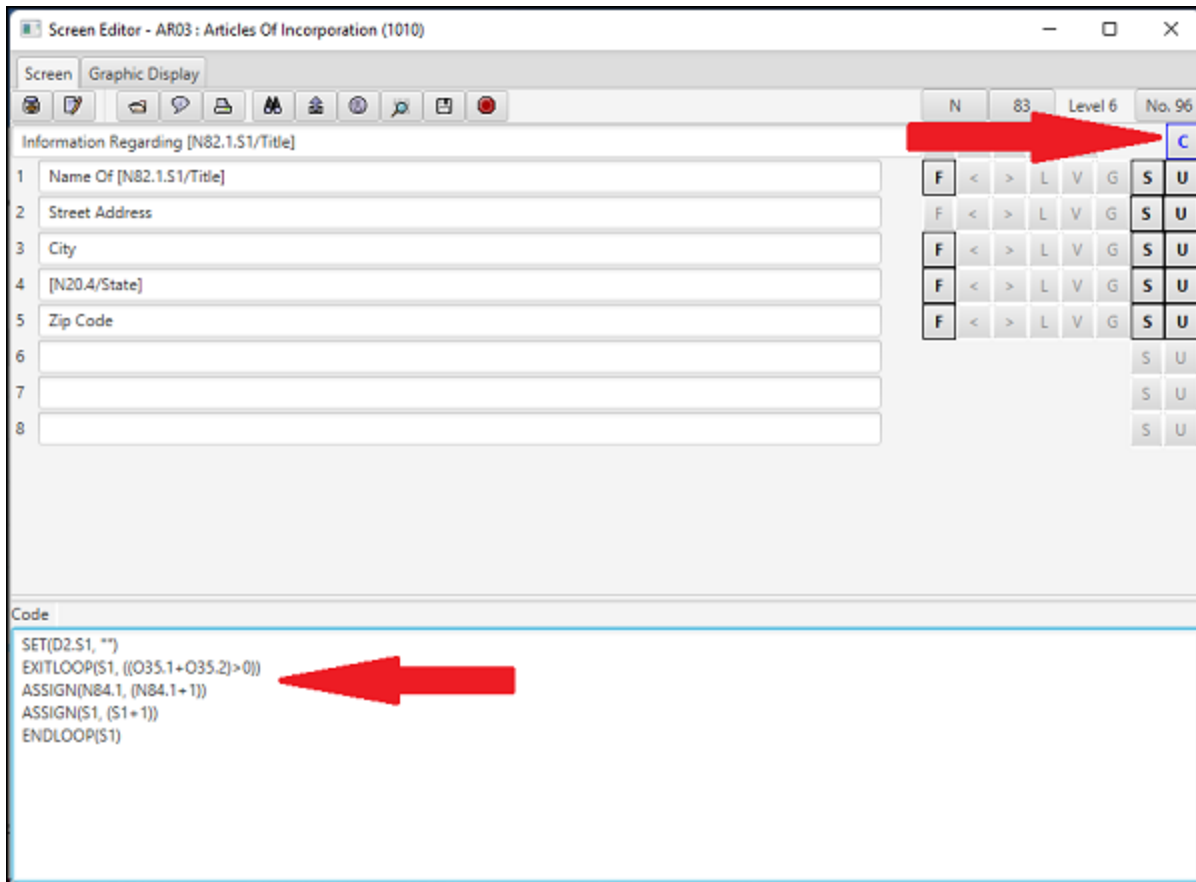 Screen Editor - AR03 : Articles Of Incorporation (1010)
Screen Graphic Display
N 83 Level 6 No. 96
Information Regarding [N82.1.S1/Title] C
1 Name Of [N82.1.S1/Title] F < > L V G S U
2 Street Address F < > L V G S U
3 City F < > L V G S U
4 [N20.4/State] F < > L V G S U
5 Zip Code F < > L V G S U
6 S U
7 S U
8 S U
Code
SET(D2.S1, "")
EXITLOOP(S1, ((O35.1+O35.2)>0))
ASSIGN(N84.1, (N84.1+1))
ASSIGN(S1, (S1+1))
ENDLOOP(S1)